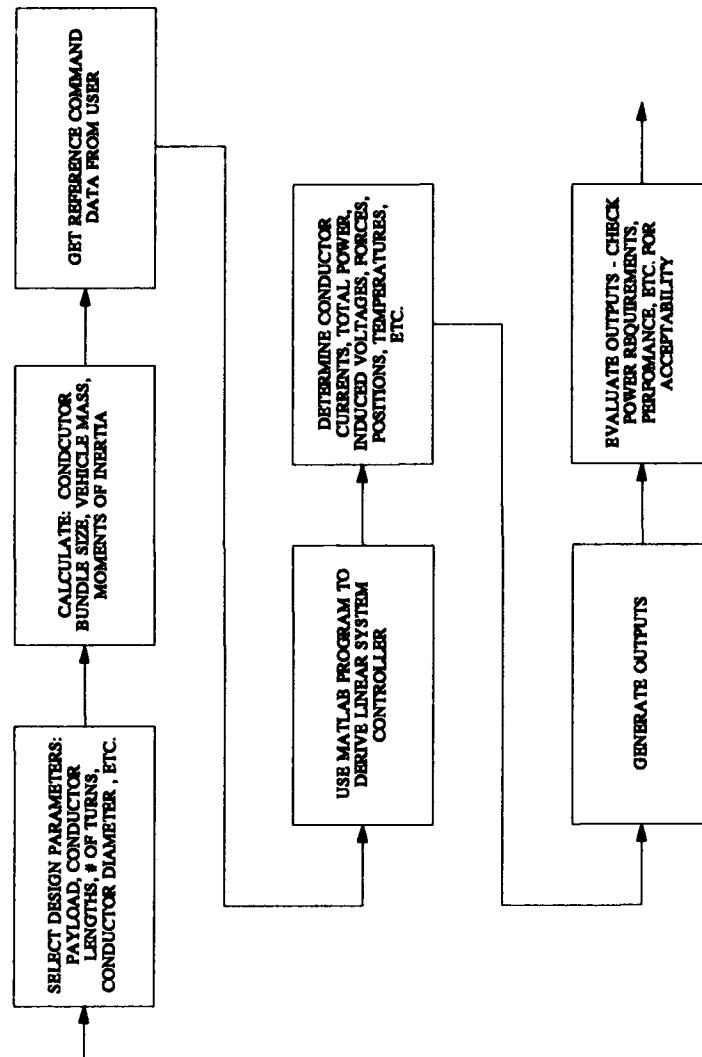 SELECT DESIGN PARAMETERS:
PAYLOAD, CONDUCTOR
LENGTHS, # OF TURNS,
CONDUCTOR DIAMETER , ETC.
CALCULATE: CONDCUTOR
BUNDLE SIZE, VEHICLE MASS,
MOMENTS OF INERTIA
GET REFERENCE COMMAND
DATA FROM USER
USE MATLAB PROGRAM TO
DERIVE LINEAR SYSTEM
CONTROLLER
DETERMINE CONDUCTOR
CURRENTS, TOTAL POWER,
INDUCED VOLTAGES, FORCES,
POSITIONS, TEMPERATURES,
ETC.
GENERATE OUTPUTS
EVALUATE OUTPUTS - CHECK
POWER REQUIREMENTS,
PERFOMANCE, ETC. FOR
ACCEPTABILITY